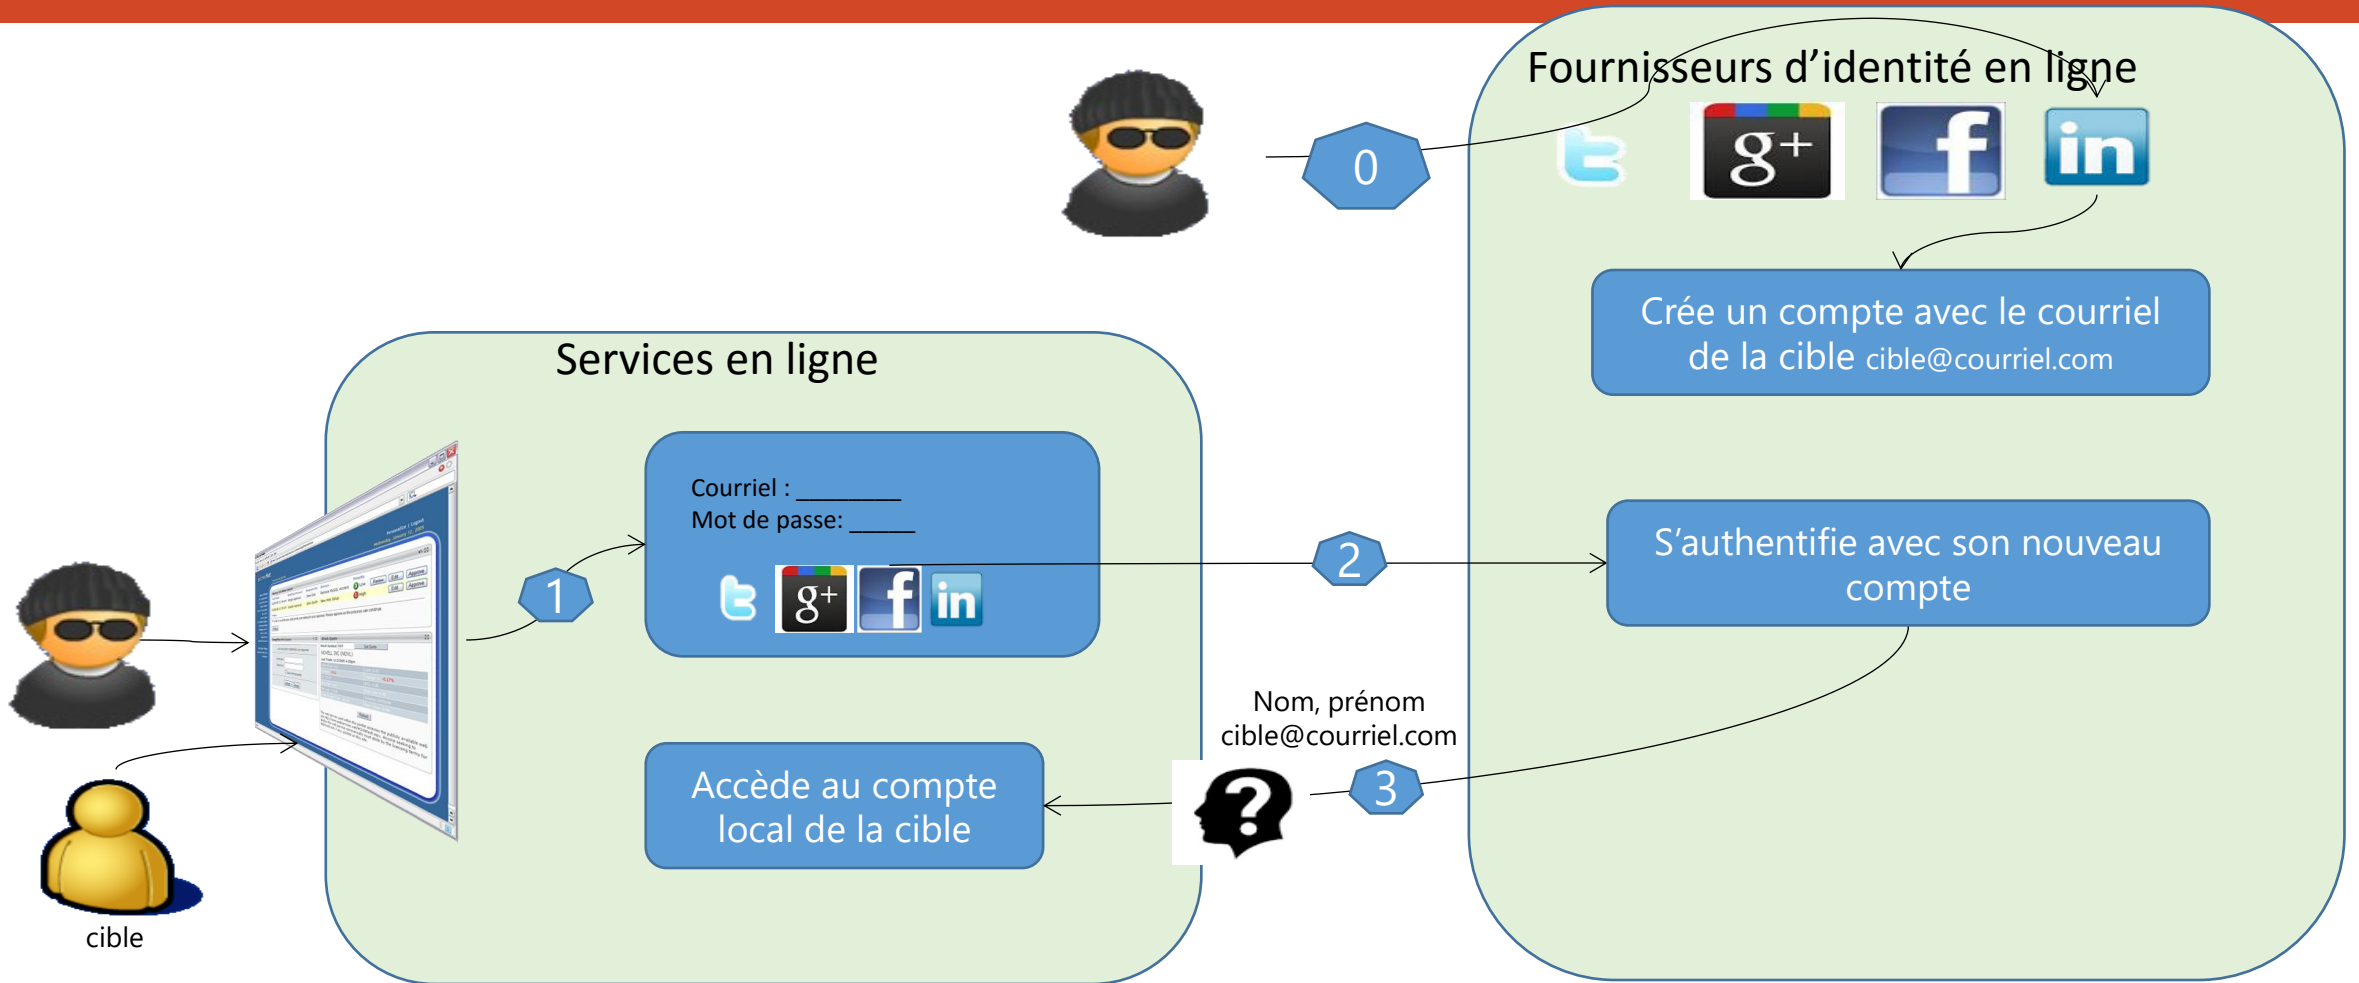 Fournisseurs d’identité en ligne
0
g+
f
in
Crée un compte avec le courriel
de la cible cible@courriel.com
Services en ligne
Courriel : ________
Mot de passe: _____
g+
f
in
1
2
S’authentifie avec son nouveau
compte
Nom, prénom
cible@courriel.com
3
Accède au compte
local de la cible
?
cible